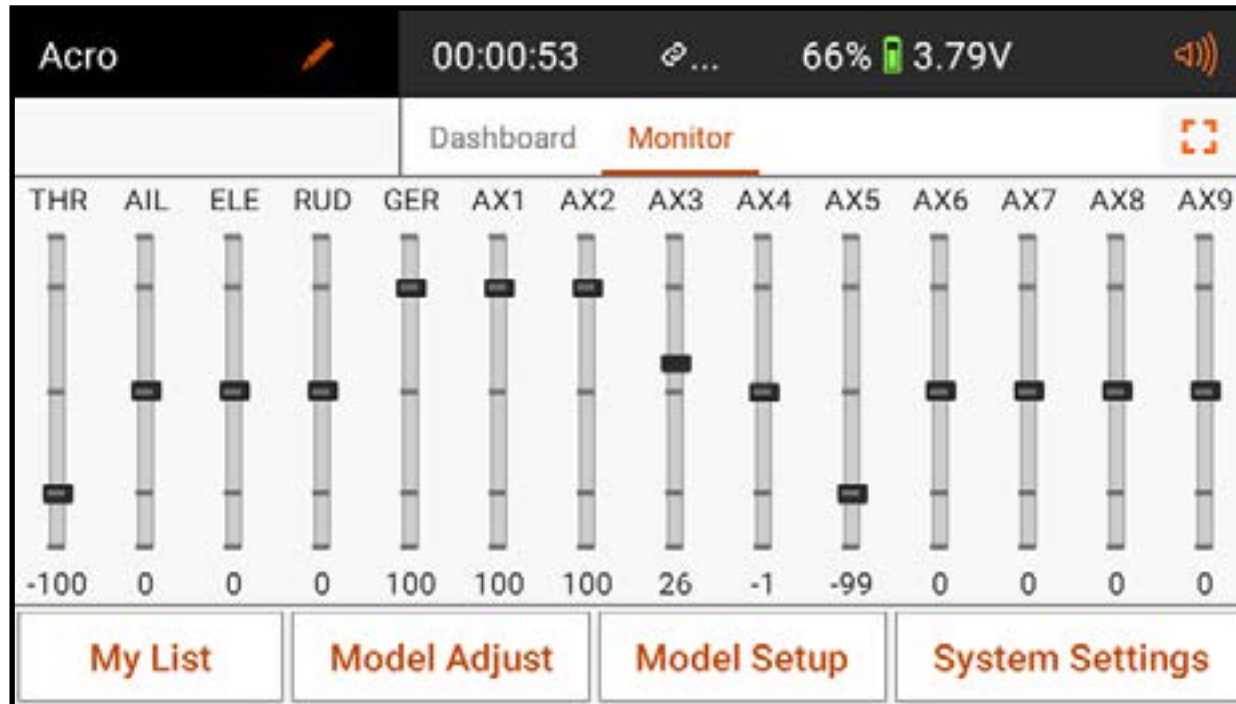 Acro 00:00:53 ... 66% 3.79V
Dashboard Monitor
THR AIL ELE RUD GER AX1 AX2 AX3 AX4 AX5 AX6 AX7 AX8 AX9
-100 0 0 0 100 100 100 26 -1 -99 0 0 0 0
My List Model Adjust Model Setup System Settings